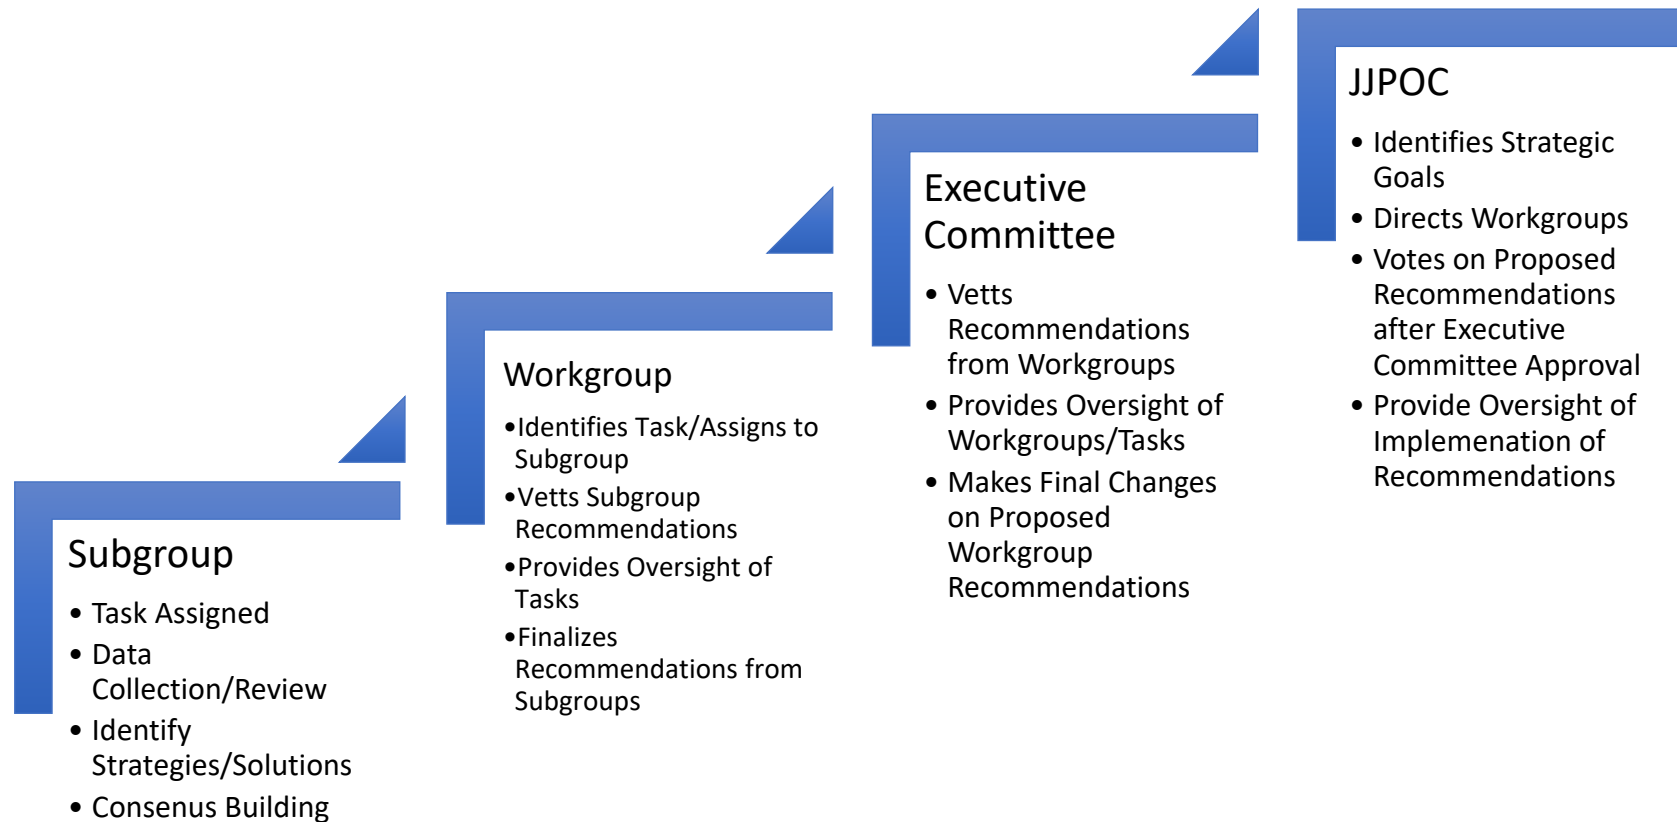 Subgroup
• Task Assigned
• Data
Collection/Review
• Identify
Strategies/Solutions
• Consenus Building
Workgroup
•Identifies Task/Assigns to
Subgroup
•Vetts Subgroup
Recommendations
•Provides Oversight of
Tasks
•Finalizes
Recommendations from
Subgroups
Executive
Committee
• Vetts
Recommendations
from Workgroups
• Provides Oversight of
Workgroups/Tasks
• Makes Final Changes
on Proposed
Workgroup
Recommendations
JJPOC
• Identifies Strategic
Goals
• Directs Workgroups
• Votes on Proposed
Recommendations
after Executive
Committee Approval
• Provide Oversight of
Implemenation of
Recommendations